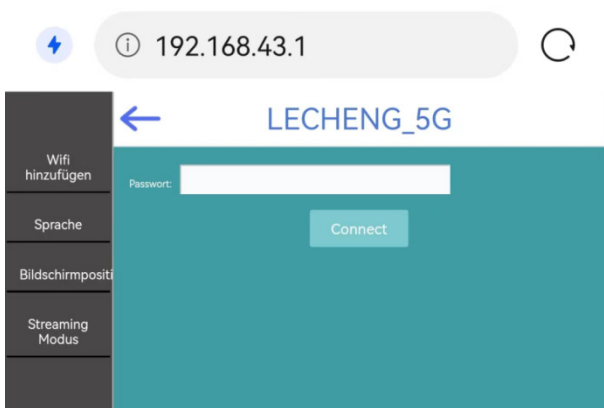 192.168.43.1
LECHENG_5G
Wifi
hinzufügen
Sprache
Bildschirmpositi
Streaming
Modus
Passwort:
Connect